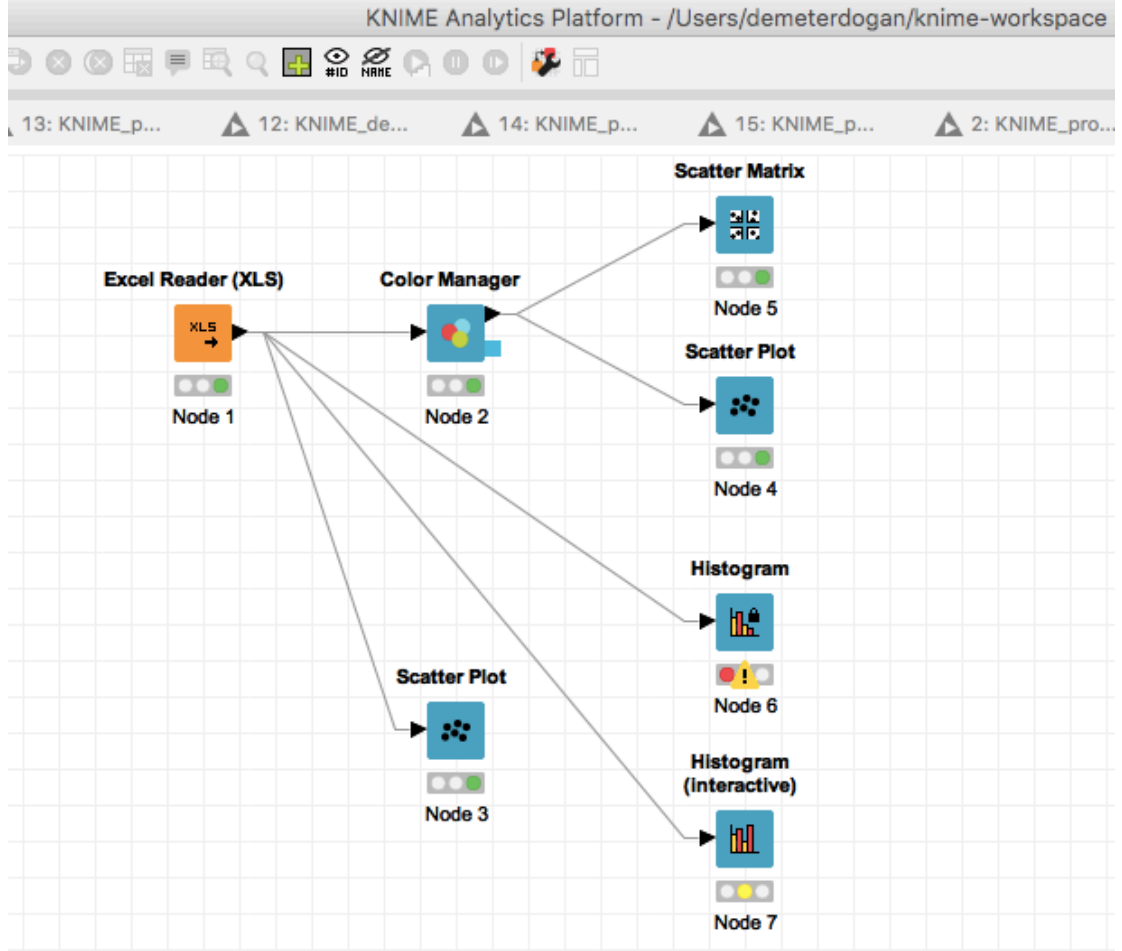 KNIME Analytics Platform - /Users/demeterdogan/knime-workspace
#ID NAME
13: KNIME_p... 12: KNIME_de... 14: KNIME_p... 15: KNIME_p... 2: KNIME_pro...
Scatter Matrix
Node 5
Excel Reader (XLS)
XLS
Node 1
Color Manager
Node 2
Scatter Plot
Node 4
Histogram
Node 6
Scatter Plot
Node 3
Histogram
(interactive)
Node 7